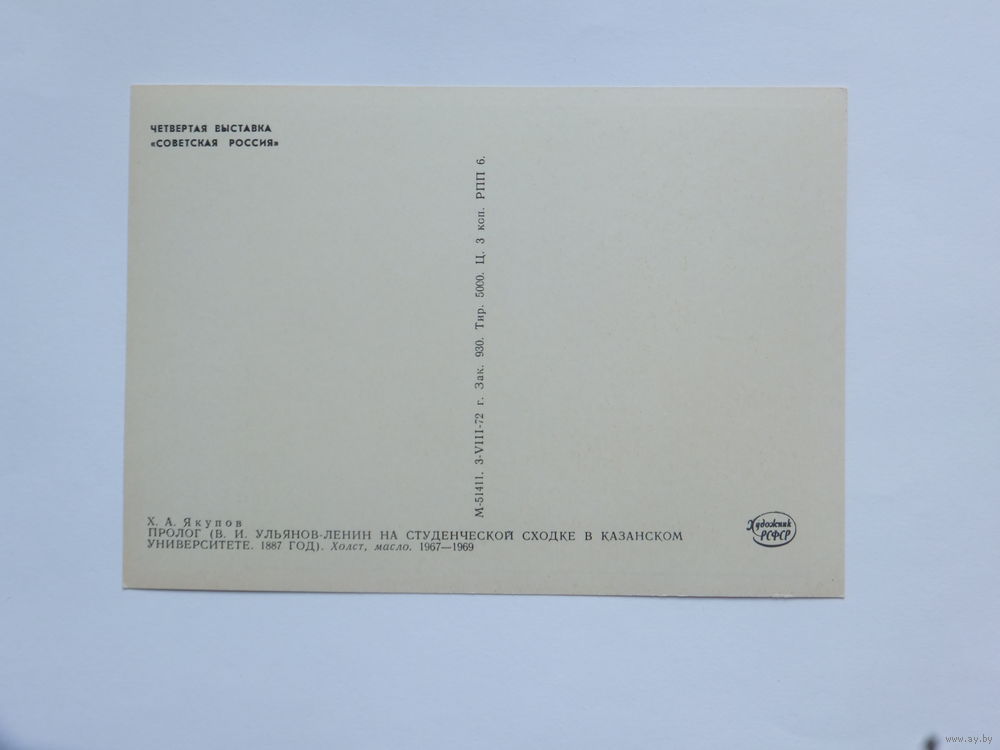 ЧЕТВЕРТАЯ ВЫСТАВКА
«СОВЕТСКАЯ РОССИЯ»
М-51411. 3-VIII-72 г. Зак. 930. Тир. 5000. Ц. 3 коп. РПП 6.
Х. А. Якупов
ПРОЛОГ (В. И. УЛЬЯНОВ-ЛЕНИН НА СТУДЕНЧЕСКОЙ СХОДКЕ В КАЗАНСКОМ
УНИВЕРСИТЕТЕ. 1887 ГОД). Холст, масло. 1967—1969
Художник
РСФСР
www.ay.by